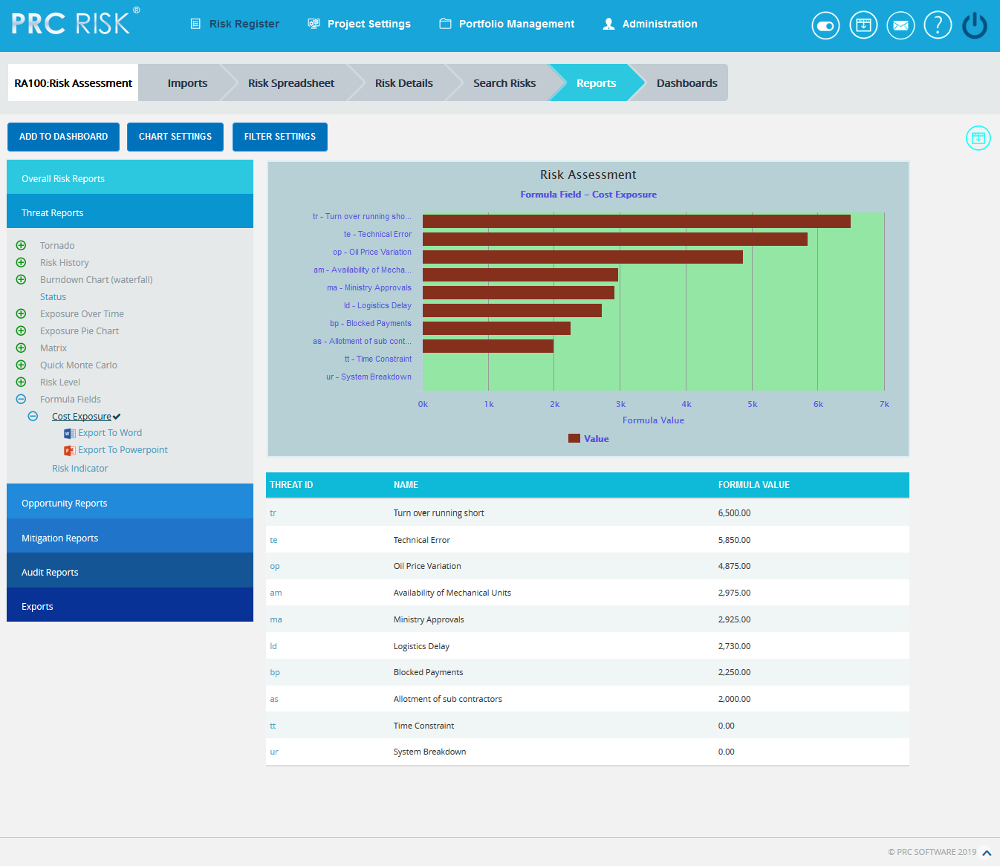 PRC RISK ®
Risk Register
Project Settings
Portfolio Management
Administration
?
RA100:Risk Assessment
Imports
Risk Spreadsheet
Risk Details
Search Risks
Reports
Dashboards
ADD TO DASHBOARD
CHART SETTINGS
FILTER SETTINGS
Overall Risk Reports
Threat Reports
Tornado
Risk History
Burndown Chart (waterfall)
Status
Exposure Over Time
Exposure Pie Chart
Matrix
Quick Monte Carlo
Risk Level
Formula Fields
Cost Exposure
Export To Word
Export To Powerpoint
Risk Indicator
Opportunity Reports
Mitigation Reports
Audit Reports
Exports
Risk Assessment
Formula Field – Cost Exposure
tr - Turn over running sho...
te - Technical Error
op - Oil Price Variation
am - Availability of Mecha...
ma - Ministry Approvals
ld - Logistics Delay
bp - Blocked Payments
as - Allotment of sub cont...
tt - Time Constraint
ur - System Breakdown
0k 1k 2k 3k 4k 5k 6k 7k
Formula Value
Value
THREAT ID NAME FORMULA VALUE
tr Turn over running short 6,500.00
te Technical Error 5,850.00
op Oil Price Variation 4,875.00
am Availability of Mechanical Units 2,975.00
ma Ministry Approvals 2,925.00
ld Logistics Delay 2,730.00
bp Blocked Payments 2,250.00
as Allotment of sub contractors 2,000.00
tt Time Constraint 0.00
ur System Breakdown 0.00
© PRC SOFTWARE 2019